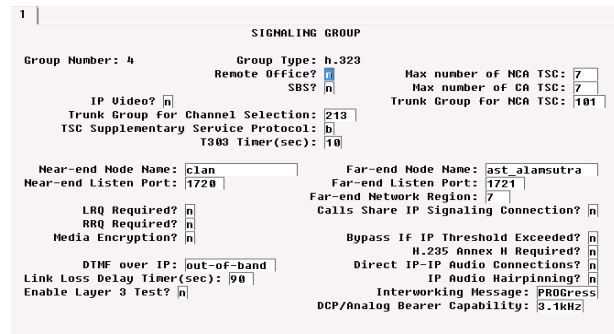 1
SIGNALING GROUP
Group Number: 4 Group Type: h.323
Remote Office? n Max number of NCA TSC: 7
SBS? n Max number of CA TSC: 7
IP Video? n Trunk Group for NCA TSC: 101
Trunk Group for Channel Selection: 213
TSC Supplementary Service Protocol: b
T303 Timer(sec): 10
Near-end Node Name: clan Far-end Node Name: ast_alamsutra
Near-end Listen Port: 1720 Far-end Listen Port: 1721
Far-end Network Region: 7
LRQ Required? n Calls Share IP Signaling Connection? n
RRQ Required? n
Media Encryption? n Bypass If IP Threshold Exceeded? n
H.235 Annex H Required? n
DTMF over IP: out-of-band Direct IP-IP Audio Connections? n
Link Loss Delay Timer(sec): 90 IP Audio Hairpinning? n
Enable Layer 3 Test? n Interworking Message: PROGress
DCP/Analog Bearer Capability: 3.1kHz